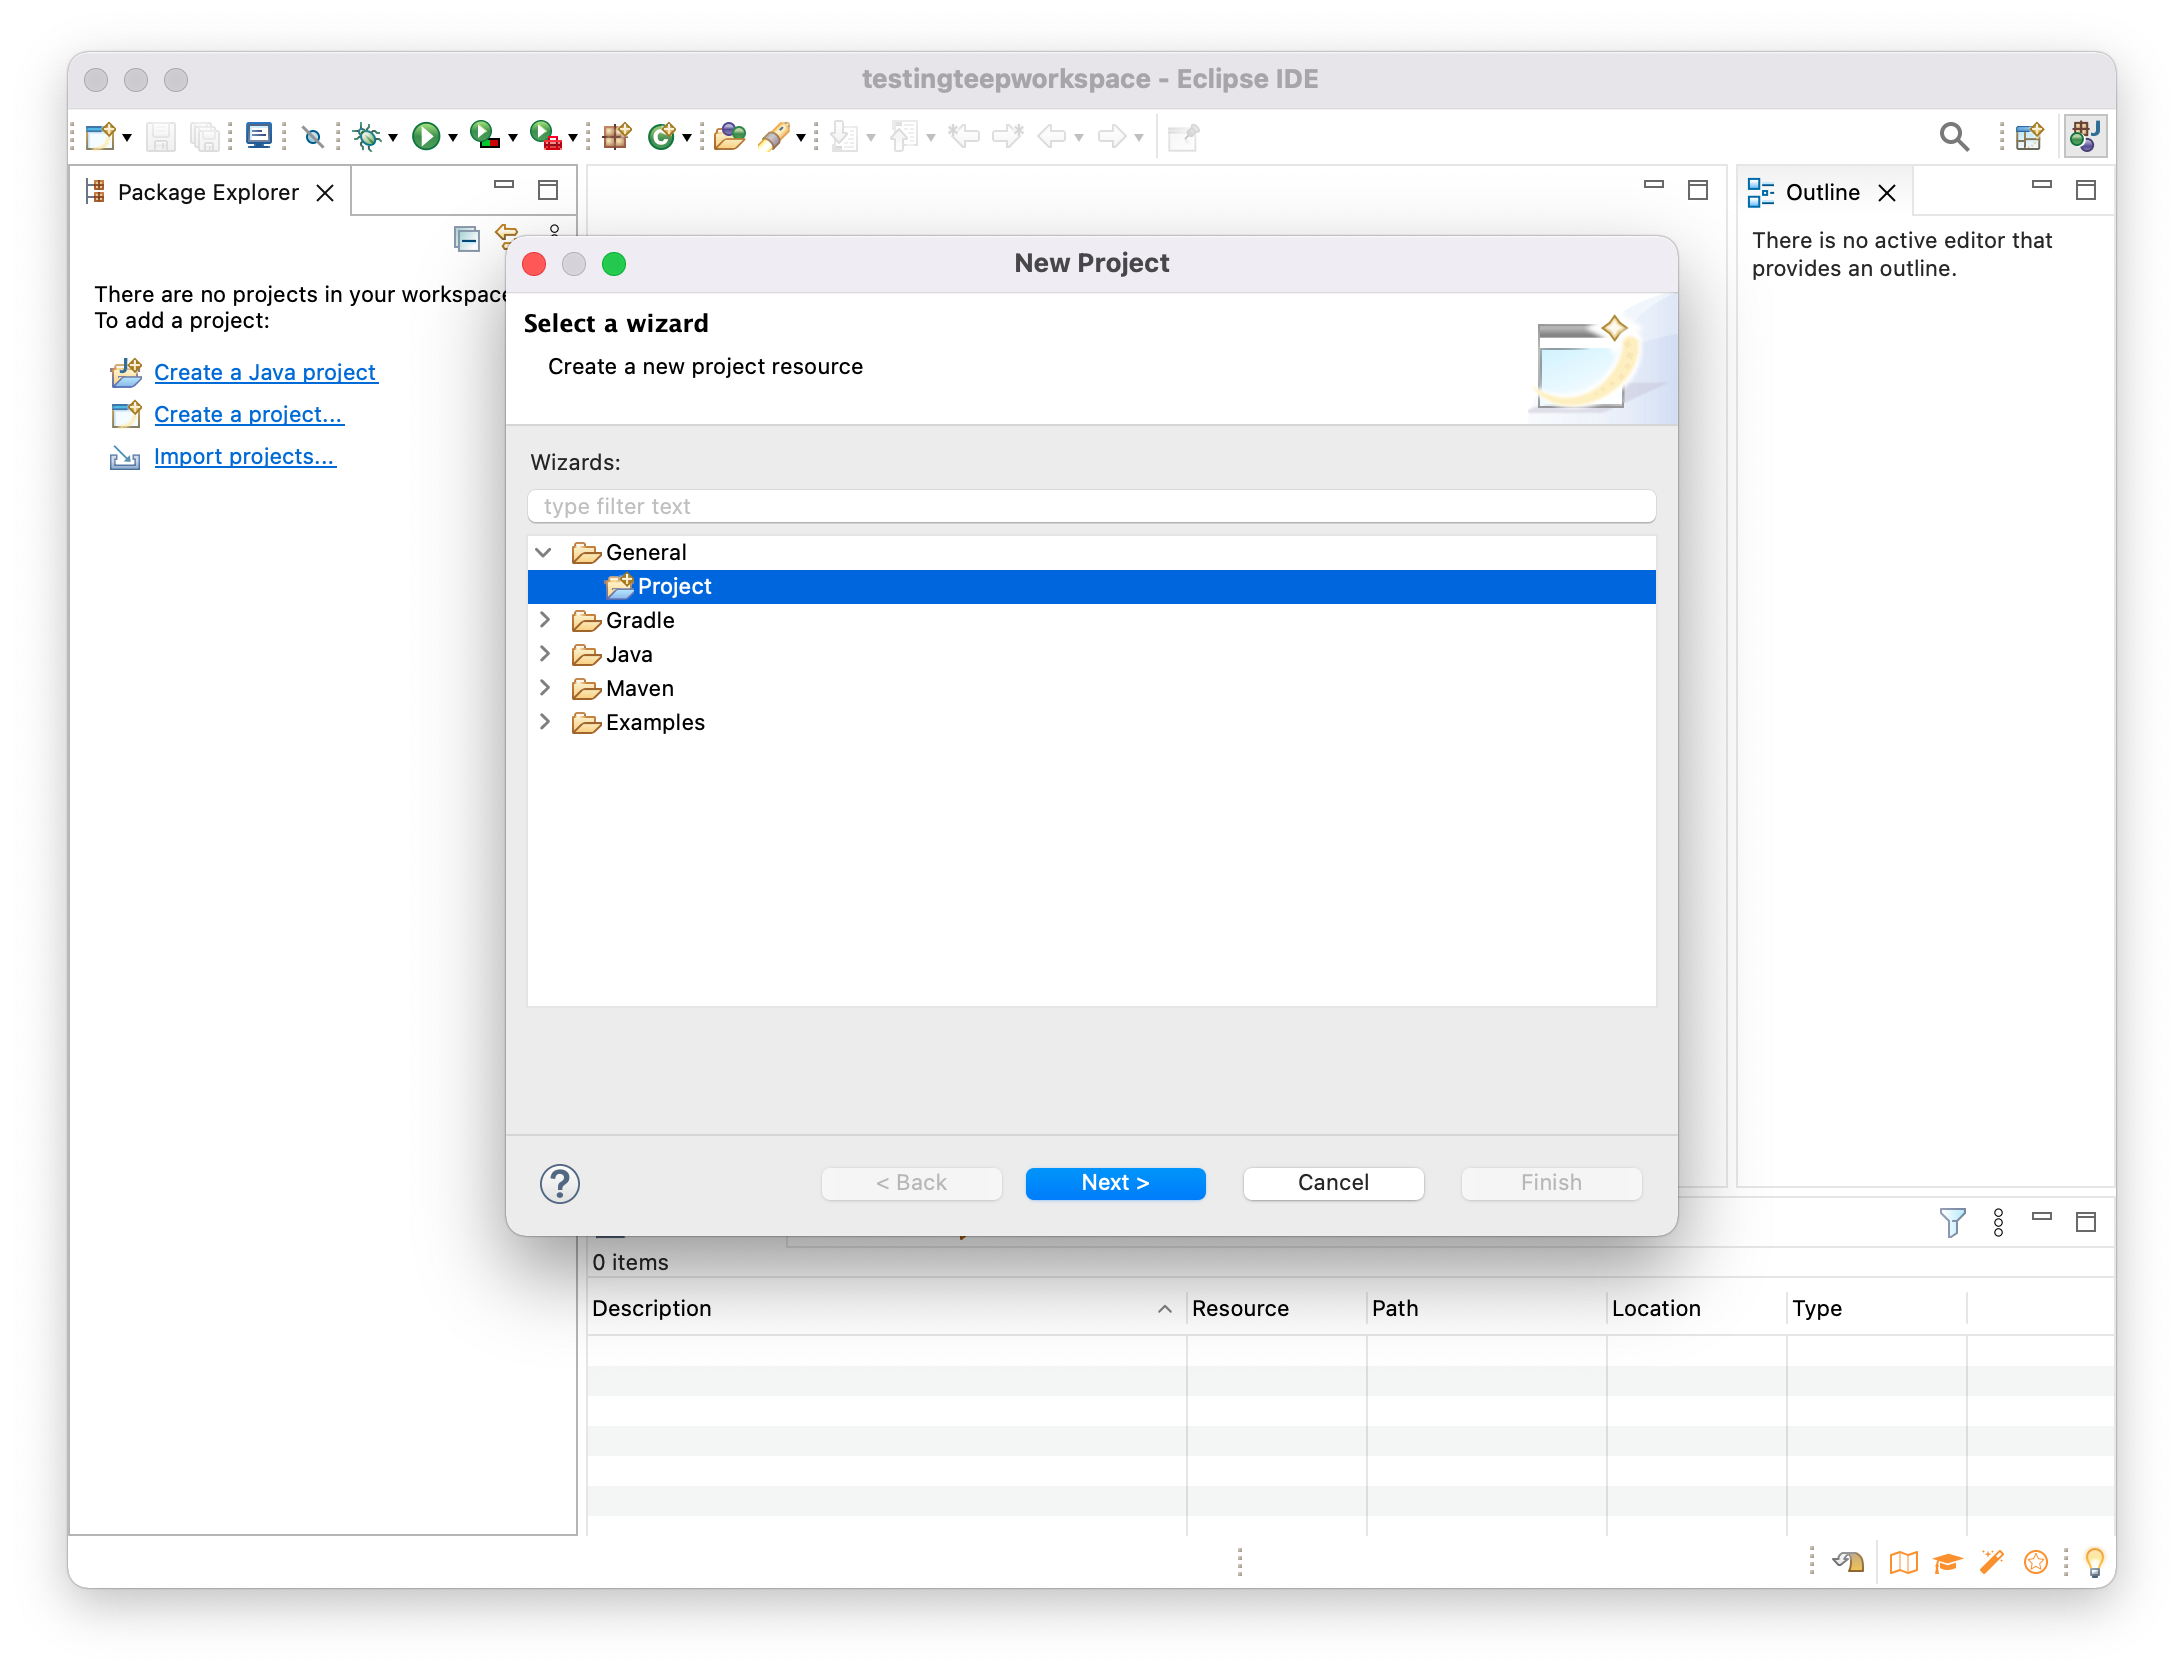 testingteepworkspace - Eclipse IDE
Package Explorer
Outline
There is no active editor that
provides an outline.
There are no projects in your workspace
To add a project:
Create a Java project
Create a project...
Import projects...
New Project
Select a wizard
Create a new project resource
Wizards:
type filter text
General
Project
Gradle
Java
Maven
Examples
?
< Back
Next >
Cancel
Finish
0 items
Description Resource Path Location Type